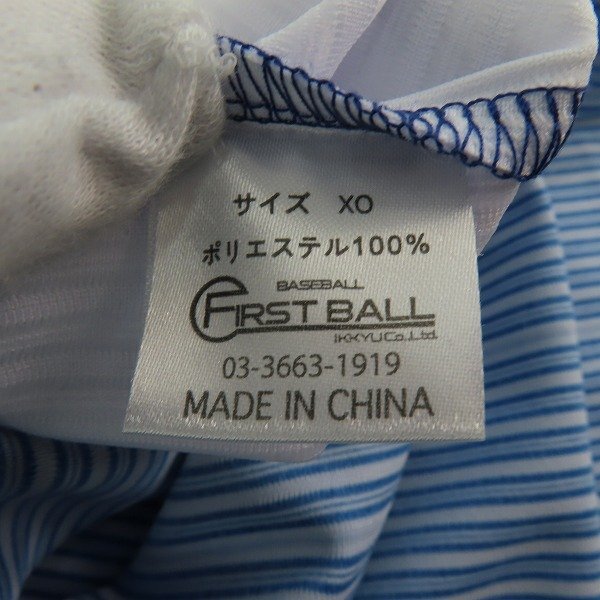 サイズ XO
ポリエステル100%
BASEBALL
FIRST BALL
IKKYU Co.,Ltd.
03-3663-1919
MADE IN CHINA